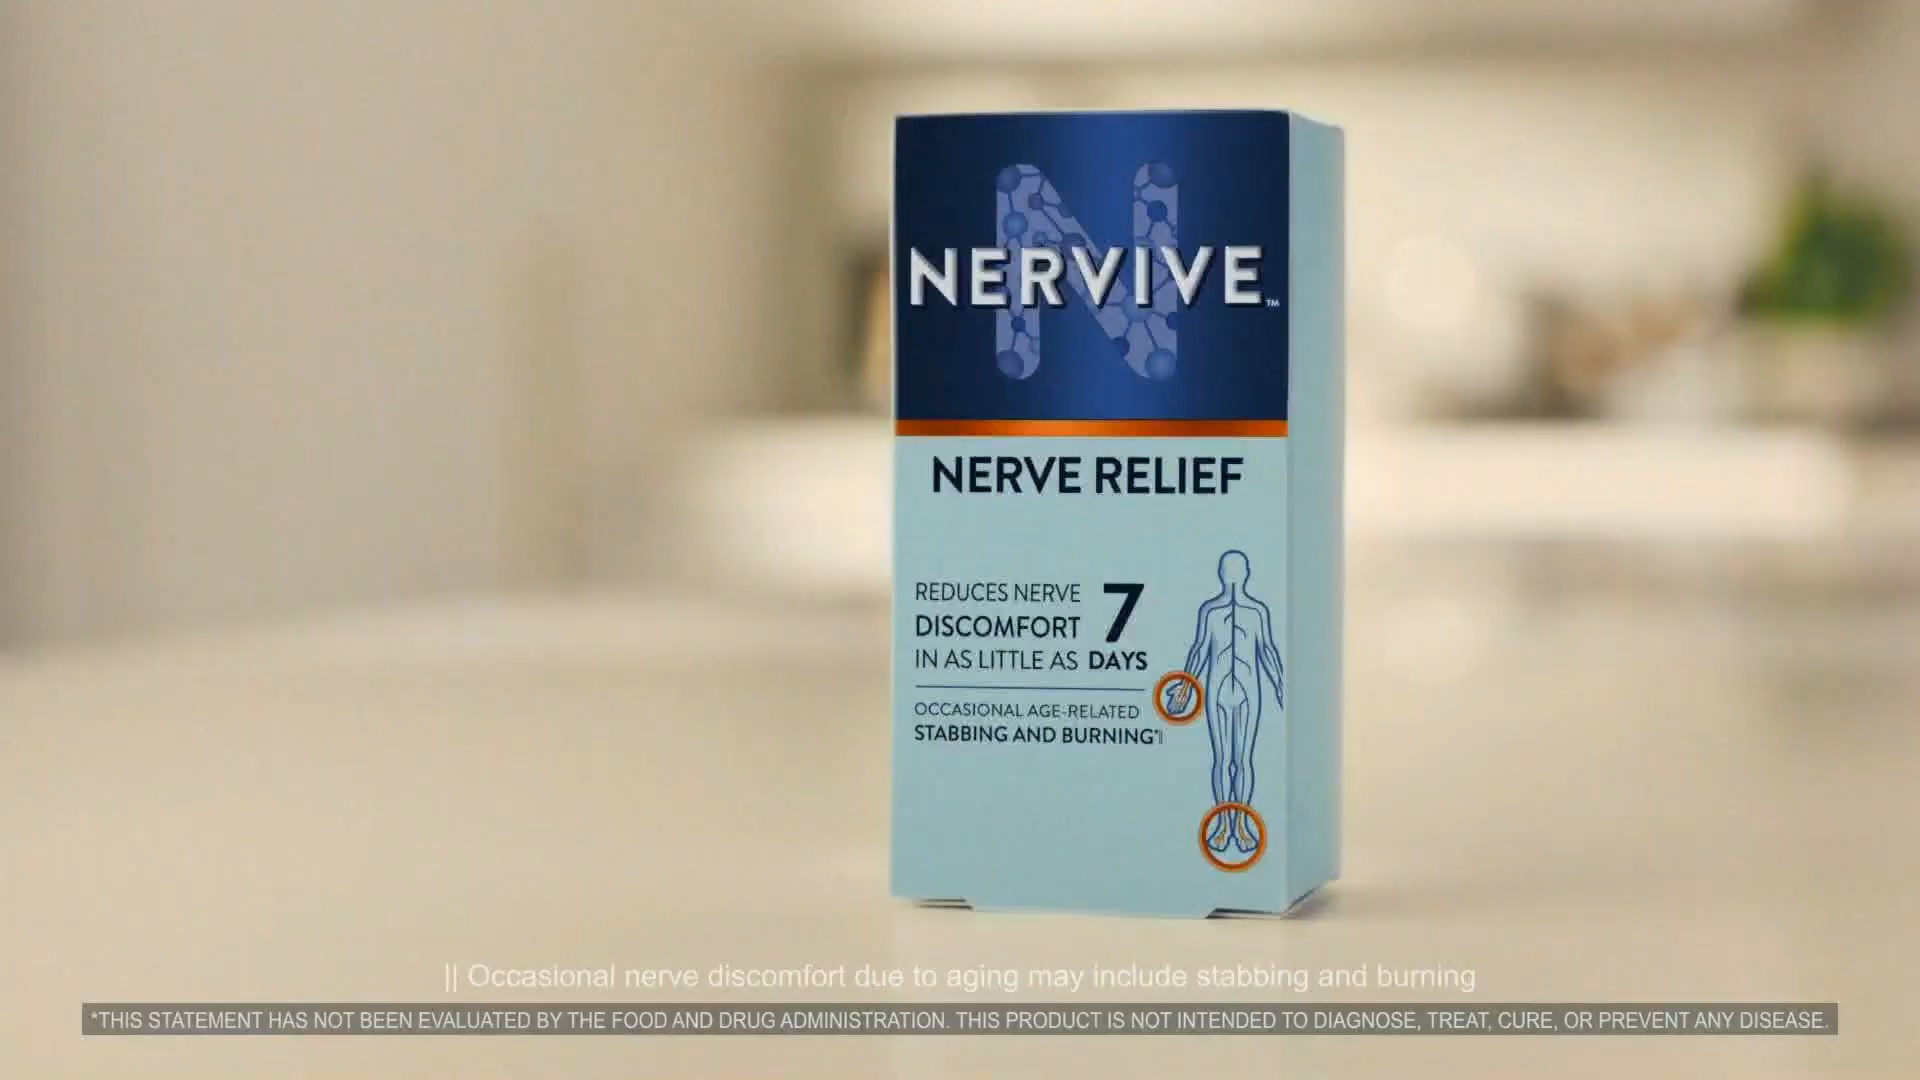 NERVIVE™
NERVE RELIEF
REDUCES NERVE
DISCOMFORT 7
IN AS LITTLE AS DAYS
OCCASIONAL AGE-RELATED
STABBING AND BURNING*||
|| Occasional nerve discomfort due to aging may include stabbing and burning
*THIS STATEMENT HAS NOT BEEN EVALUATED BY THE FOOD AND DRUG ADMINISTRATION. THIS PRODUCT IS NOT INTENDED TO DIAGNOSE, TREAT, CURE, OR PREVENT ANY DISEASE.